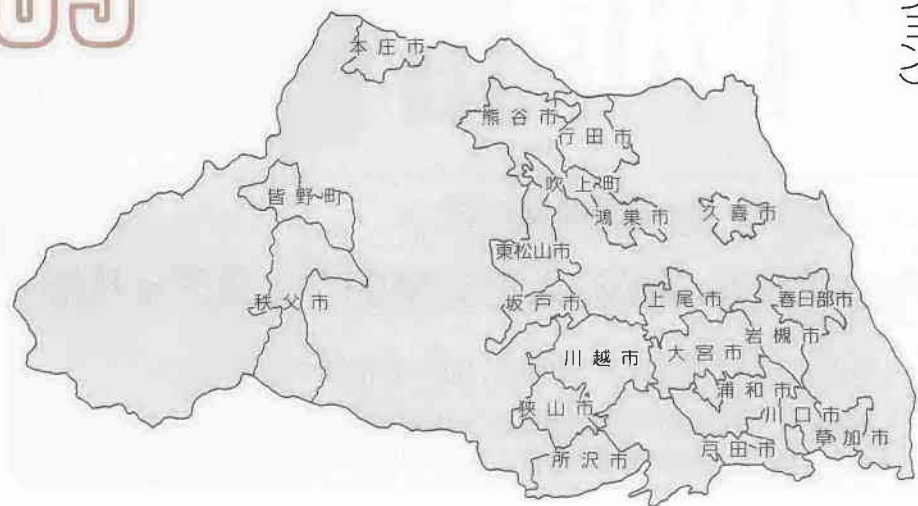 本庄市
熊谷市
行田市
吹上町
皆野町
鴻巣市
久喜市
東松山市
秩父市
坂戸市
上尾市
春日部市
岩槻市
川越市
大宮市
浦和市
狭山市
川口市
草加市
戸田市
所沢市